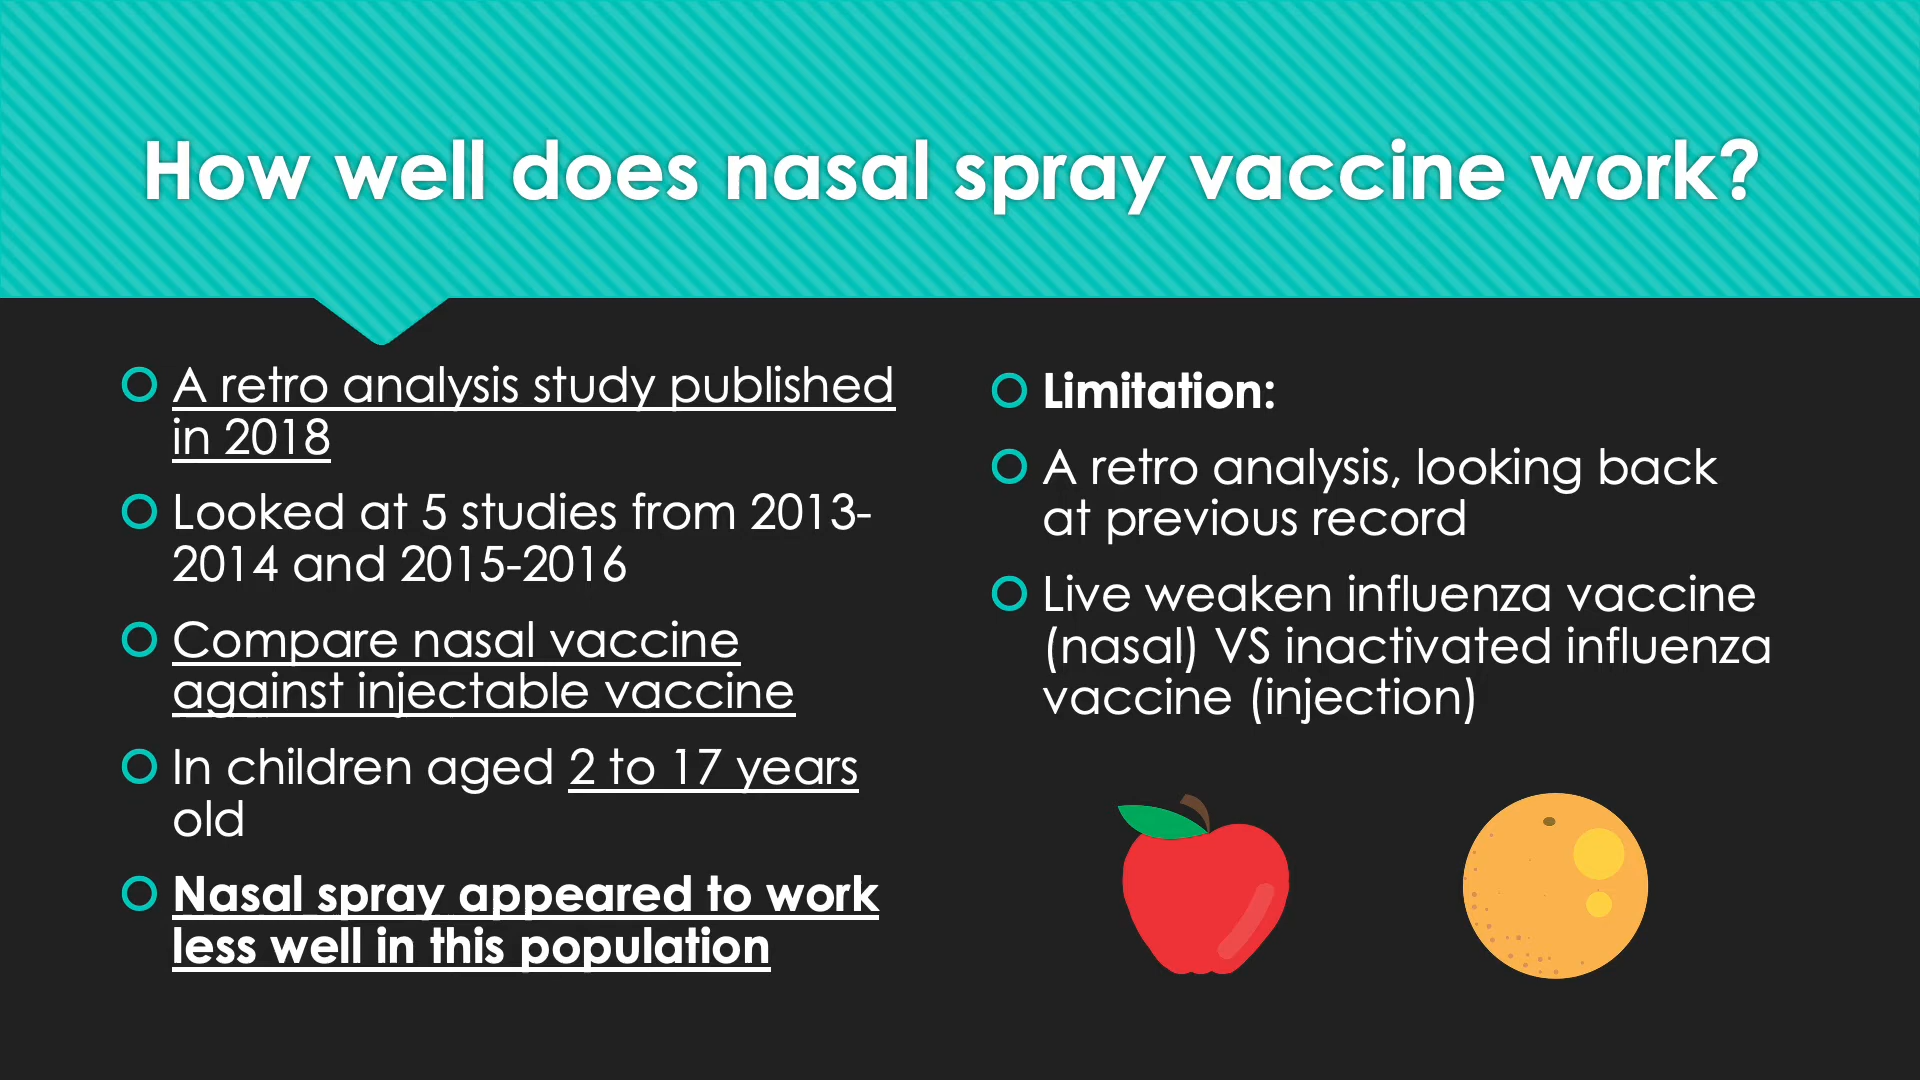 How well does nasal spray vaccine work?
A retro analysis study published
in 2018
Looked at 5 studies from 2013-
2014 and 2015-2016
Compare nasal vaccine
against injectable vaccine
In children aged 2 to 17 years
old
Nasal spray appeared to work
less well in this population
Limitation:
A retro analysis, looking back
at previous record
Live weaken influenza vaccine
(nasal) VS inactivated influenza
vaccine (injection)